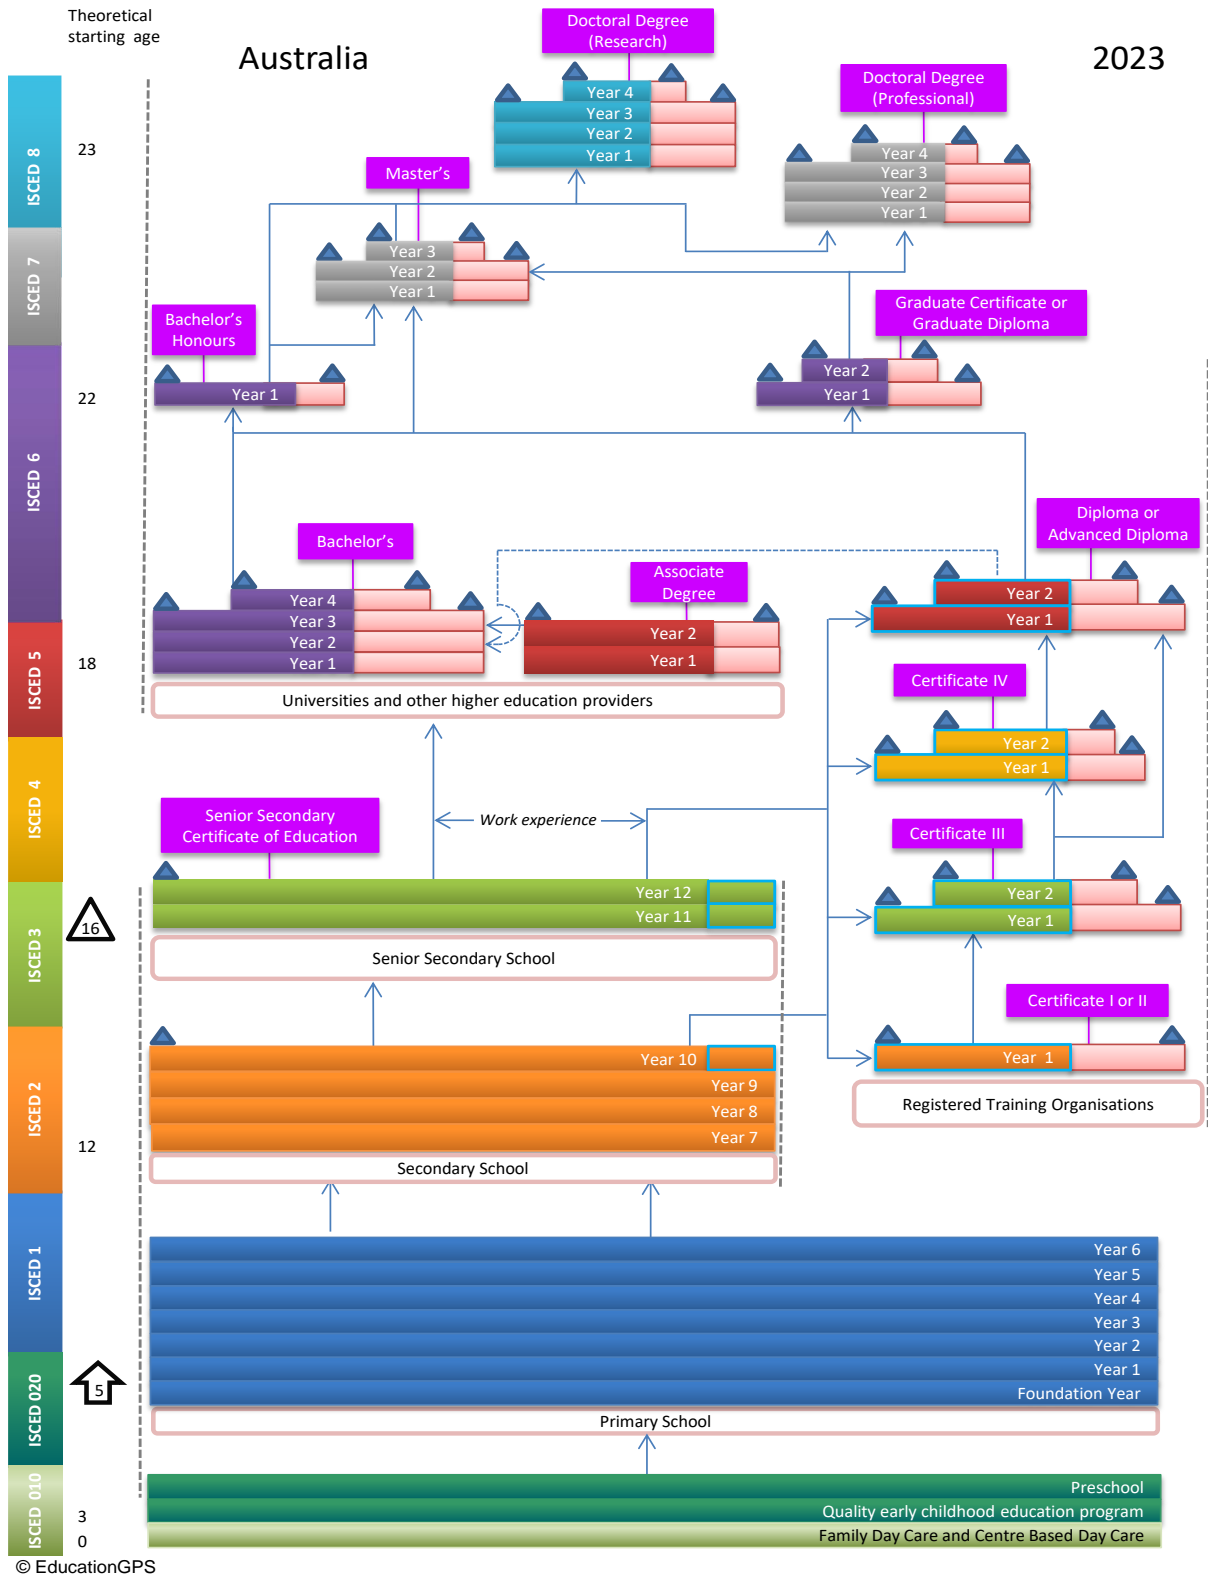 Theoretical
starting age
Australia
2023
Doctoral Degree
(Research)
Doctoral Degree
(Professional)
ISCED 8
23
Year 4
Year 3
Year 2
Year 1
Year 4
Year 3
Year 2
Year 1
Master's
ISCED 7
Year 3
Year 2
Year 1
Bachelor's
Honours
Graduate Certificate or
Graduate Diploma
ISCED 6
22
Year 1
Year 2
Year 1
Bachelor's
Associate
Degree
Diploma or
Advanced Diploma
Year 4
Year 3
Year 2
Year 1
Year 2
Year 1
Year 2
Year 1
ISCED 5
18
Universities and other higher education providers
Certificate IV
Year 2
Year 1
ISCED 4
Senior Secondary
Certificate of Education
Work experience
Certificate III
ISCED 3
16
Year 12
Year 11
Year 2
Year 1
Senior Secondary School
Certificate I or II
ISCED 2
Year 10
Year 9
Year 8
Year 7
Year 1
Registered Training Organisations
12
Secondary School
ISCED 1
Year 6
Year 5
Year 4
Year 3
Year 2
Year 1
Foundation Year
ISCED 020
5
Primary School
ISCED 010
Preschool
3
Quality early childhood education program
0
Family Day Care and Centre Based Day Care
© EducationGPS